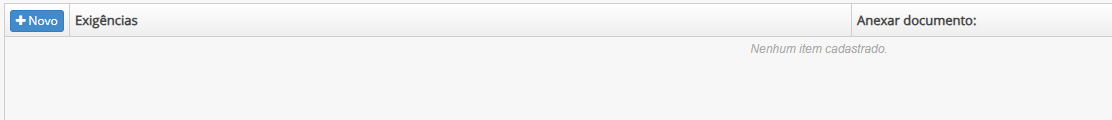 Novo Exigências Anexar documento:
Nenhum item cadastrado.